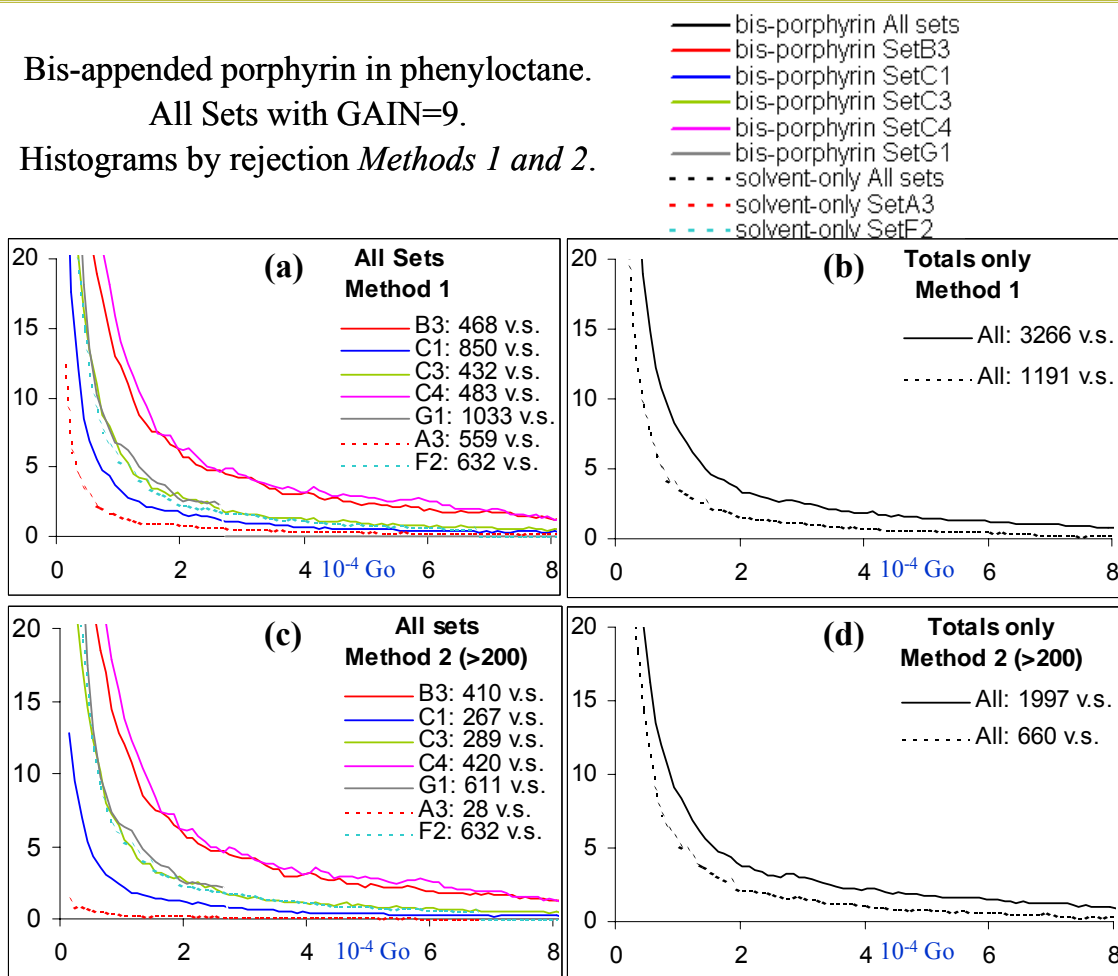 Bis-appended porphyrin in phenyloctane.
All Sets with GAIN=9.
Histograms by rejection Methods 1 and 2.
bis-porphyrin All sets
bis-porphyrin SetB3
bis-porphyrin SetC1
bis-porphyrin SetC3
bis-porphyrin SetC4
bis-porphyrin SetG1
solvent-only All sets
solvent-only SetA3
solvent-only SetF2
(a)
All Sets
Method 1
B3: 468 v.s.
C1: 850 v.s.
C3: 432 v.s.
C4: 483 v.s.
G1: 1033 v.s.
A3: 559 v.s.
F2: 632 v.s.
20
15
10
5
0
0 2 4 10⁻⁴ Go 6 8
(b)
Totals only
Method 1
All: 3266 v.s.
All: 1191 v.s.
20
15
10
5
0
0 2 4 10⁻⁴ Go 6 8
(c)
All sets
Method 2 (>200)
B3: 410 v.s.
C1: 267 v.s.
C3: 289 v.s.
C4: 420 v.s.
G1: 611 v.s.
A3: 28 v.s.
F2: 632 v.s.
20
15
10
5
0
0 2 4 10⁻⁴ Go 6 8
(d)
Totals only
Method 2 (>200)
All: 1997 v.s.
All: 660 v.s.
20
15
10
5
0
0 2 4 10⁻⁴ Go 6 8